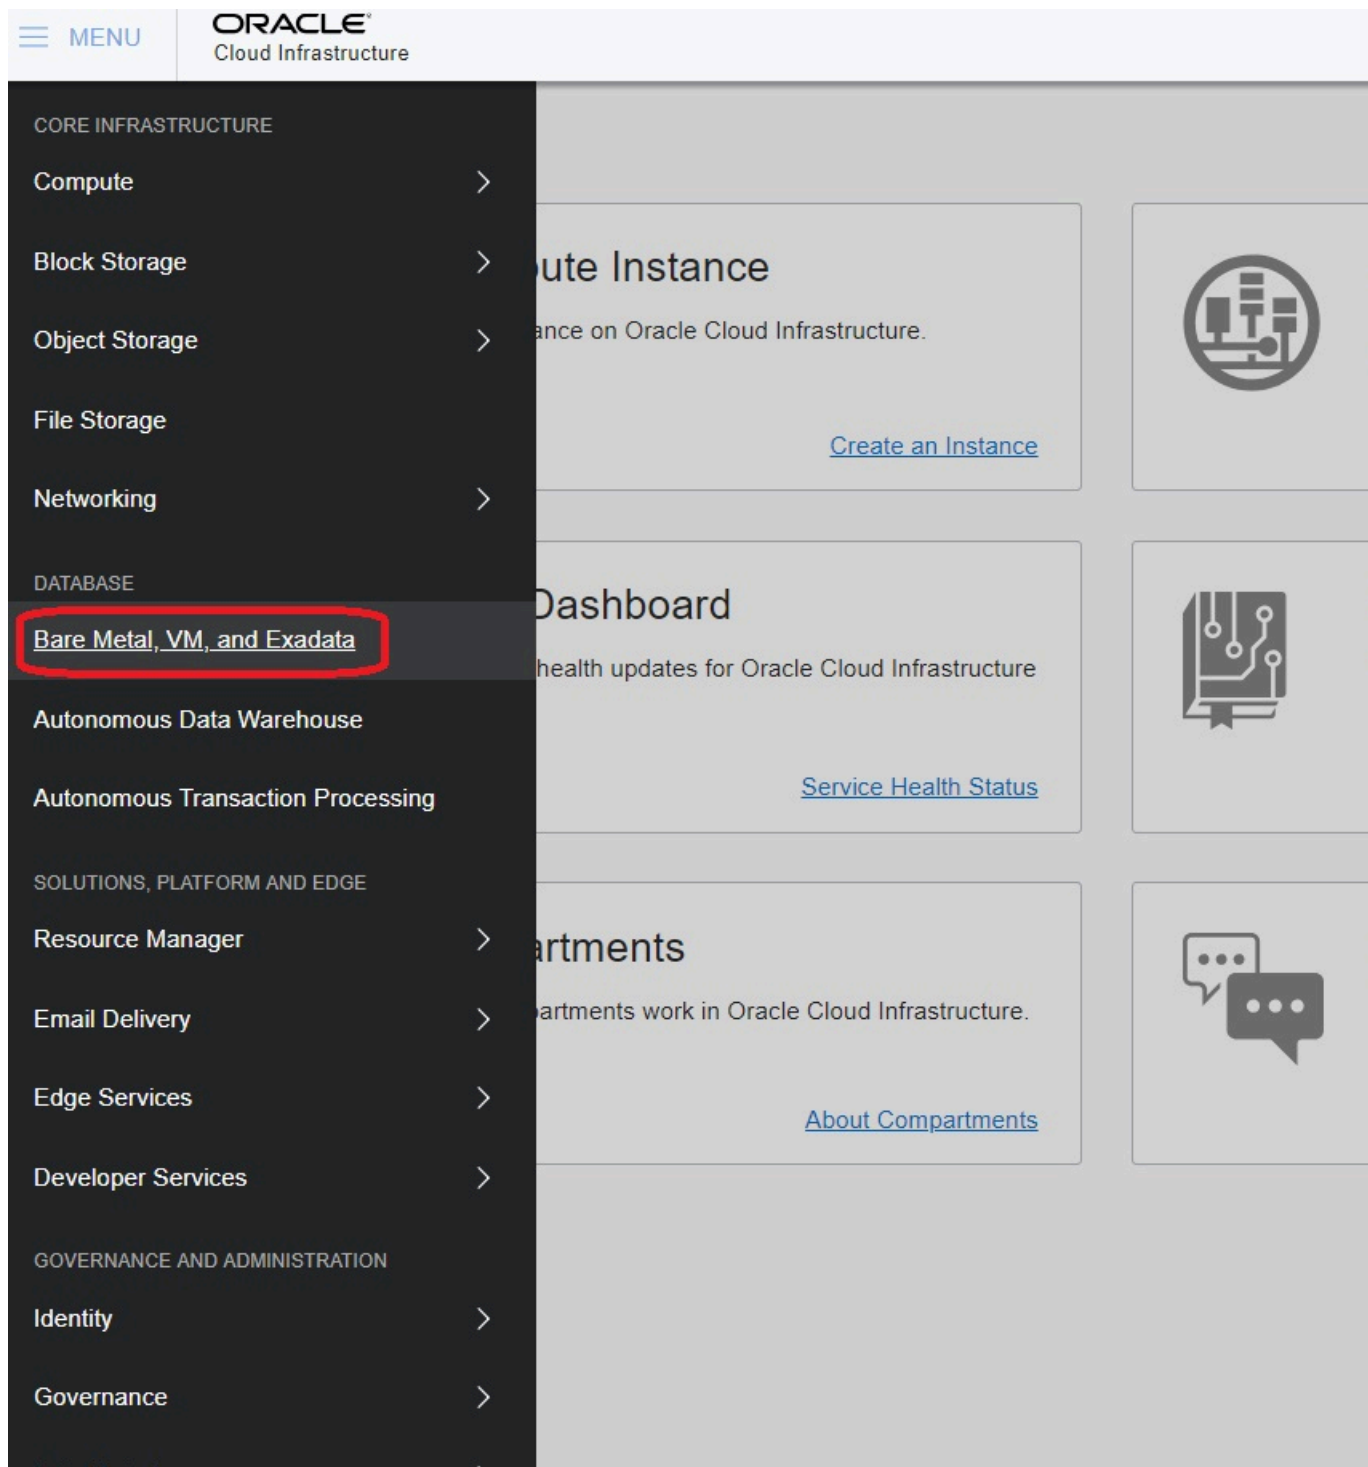 MENU
ORACLE
Cloud Infrastructure
CORE INFRASTRUCTURE
Compute
Block Storage
Object Storage
File Storage
Networking
DATABASE
Bare Metal, VM, and Exadata
Autonomous Data Warehouse
Autonomous Transaction Processing
SOLUTIONS, PLATFORM AND EDGE
Resource Manager
Email Delivery
Edge Services
Developer Services
GOVERNANCE AND ADMINISTRATION
Identity
Governance
ute Instance
ance on Oracle Cloud Infrastructure.
Create an Instance
Dashboard
health updates for Oracle Cloud Infrastructure
Service Health Status
artments
artments work in Oracle Cloud Infrastructure.
About Compartments